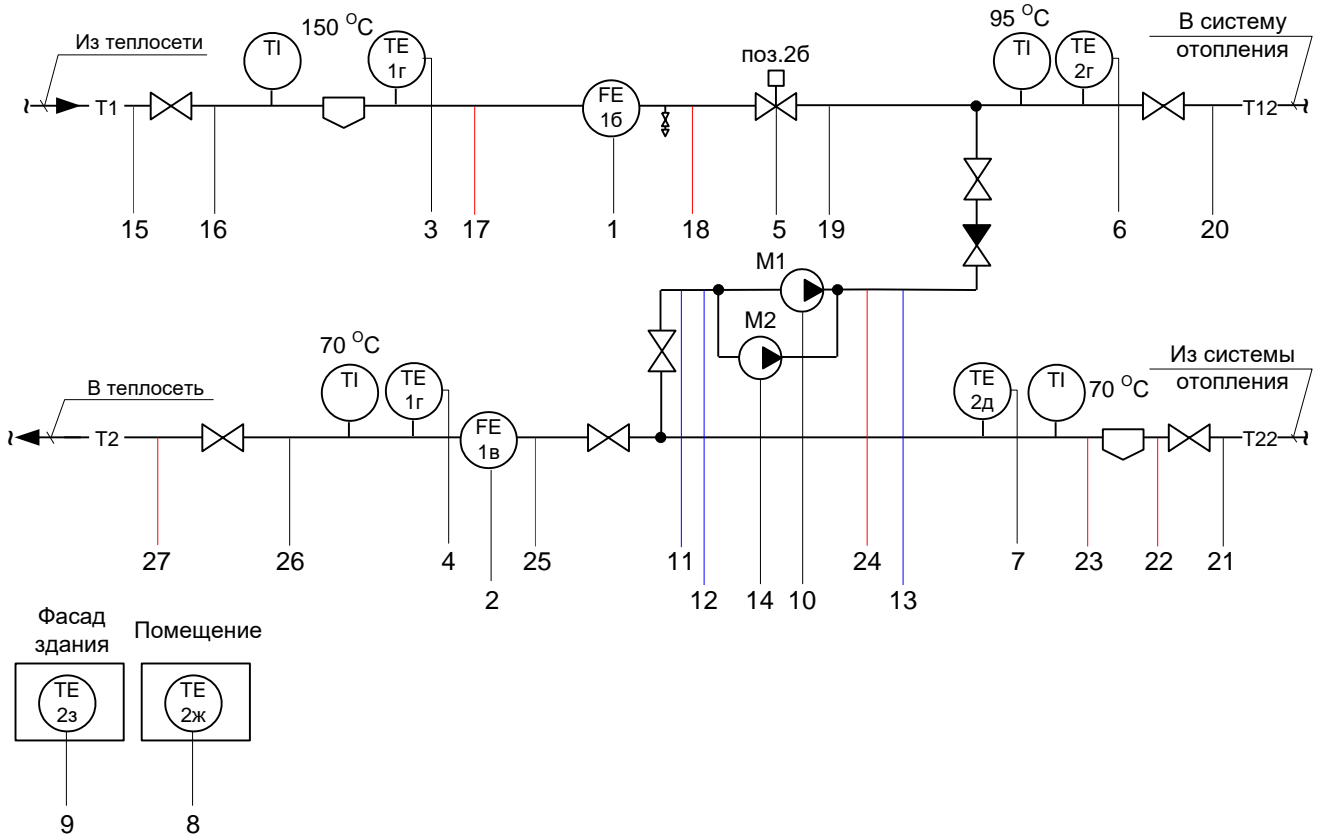 Из теплосети
TI
150 °C
TE
1г
FE
1б
поз.2б
95 °C
TI
TE
2г
В систему
отопления
T1
T12
15
16
3
17
1
18
5
19
6
20
M1
M2
В теплосеть
70 °C
TI
TE
1г
FE
1в
TE
2д
TI
70 °C
Из системы
отопления
T2
T22
27
26
4
2
25
11
12
14
10
24
13
7
23
22
21
Фасад
здания
Помещение
TE
2з
TE
2ж
9
8